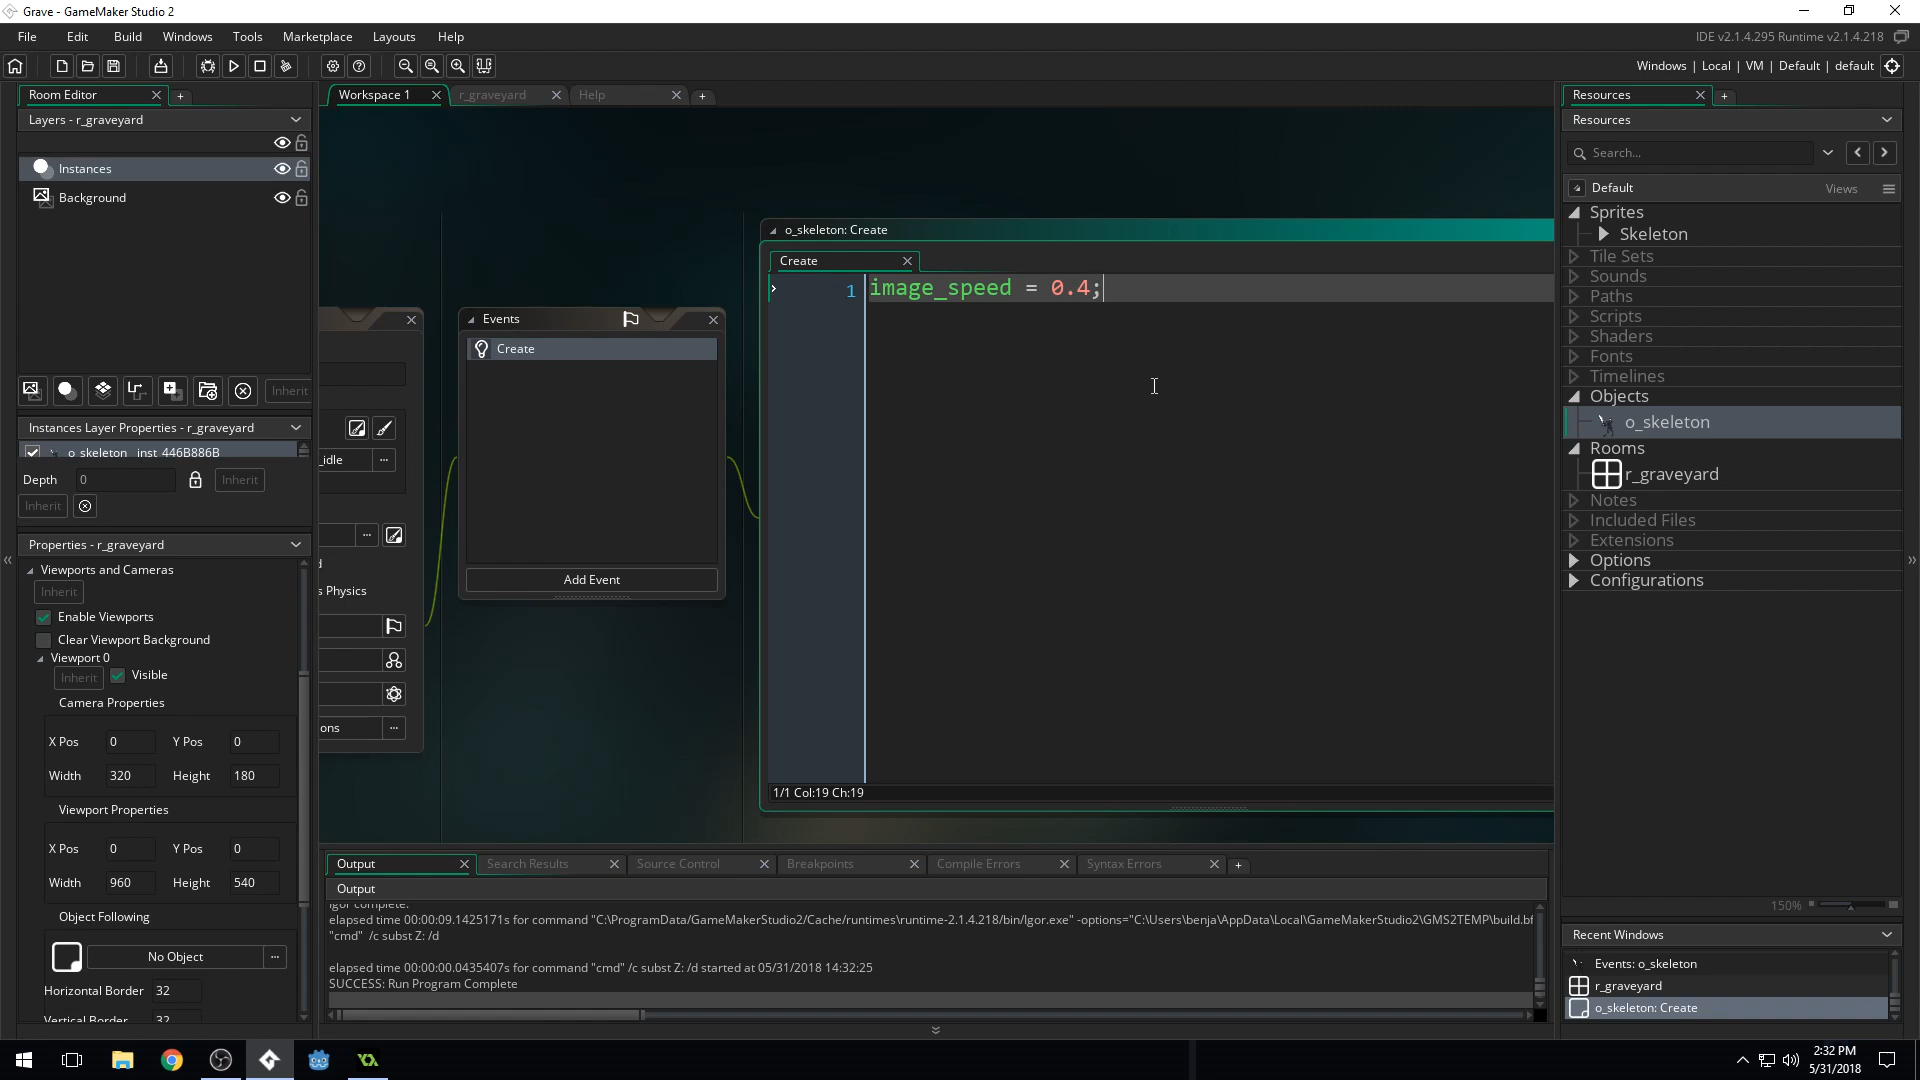 Grave - GameMaker Studio 2
File Edit Build Windows Tools Marketplace Layouts Help
IDE v2.1.4.295 Runtime v2.1.4.218
Windows | Local | VM | Default | default
Room Editor
Layers - r_graveyard
Instances
Background
Inherit
Instances Layer Properties - r_graveyard
o_skeleton inst_446B886B
Depth 0 Inherit
Inherit
Properties - r_graveyard
Viewports and Cameras
Inherit
Enable Viewports
Clear Viewport Background
Viewport 0
Inherit Visible
Camera Properties
X Pos 0 Y Pos 0
Width 320 Height 180
Viewport Properties
X Pos 0 Y Pos 0
Width 960 Height 540
Object Following
No Object ...
Horizontal Border 32
Vertical Border 32
Workspace 1 r_graveyard Help
_idle ...
...
d
s Physics
ons ...
Events
Create
Add Event
o_skeleton: Create
Create
1 image_speed = 0.4;
1/1 Col:19 Ch:19
Output Search Results Source Control Breakpoints Compile Errors Syntax Errors
Output
Igor complete.
elapsed time 00:00:09.1425171s for command "C:\ProgramData/GameMakerStudio2/Cache/runtimes\runtime-2.1.4.218/bin/Igor.exe" -options="C:\Users\benja\AppData\Local\GameMakerStudio2\GMS2TEMP\build.bf
"cmd" /c subst Z: /d
elapsed time 00:00:00.0435407s for command "cmd" /c subst Z: /d started at 05/31/2018 14:32:25
SUCCESS: Run Program Complete
Resources
Resources
Search...
Default Views
Sprites
Skeleton
Tile Sets
Sounds
Paths
Scripts
Shaders
Fonts
Timelines
Objects
o_skeleton
Rooms
r_graveyard
Notes
Included Files
Extensions
Options
Configurations
150%
Recent Windows
Events: o_skeleton
r_graveyard
o_skeleton: Create
2:32 PM
5/31/2018